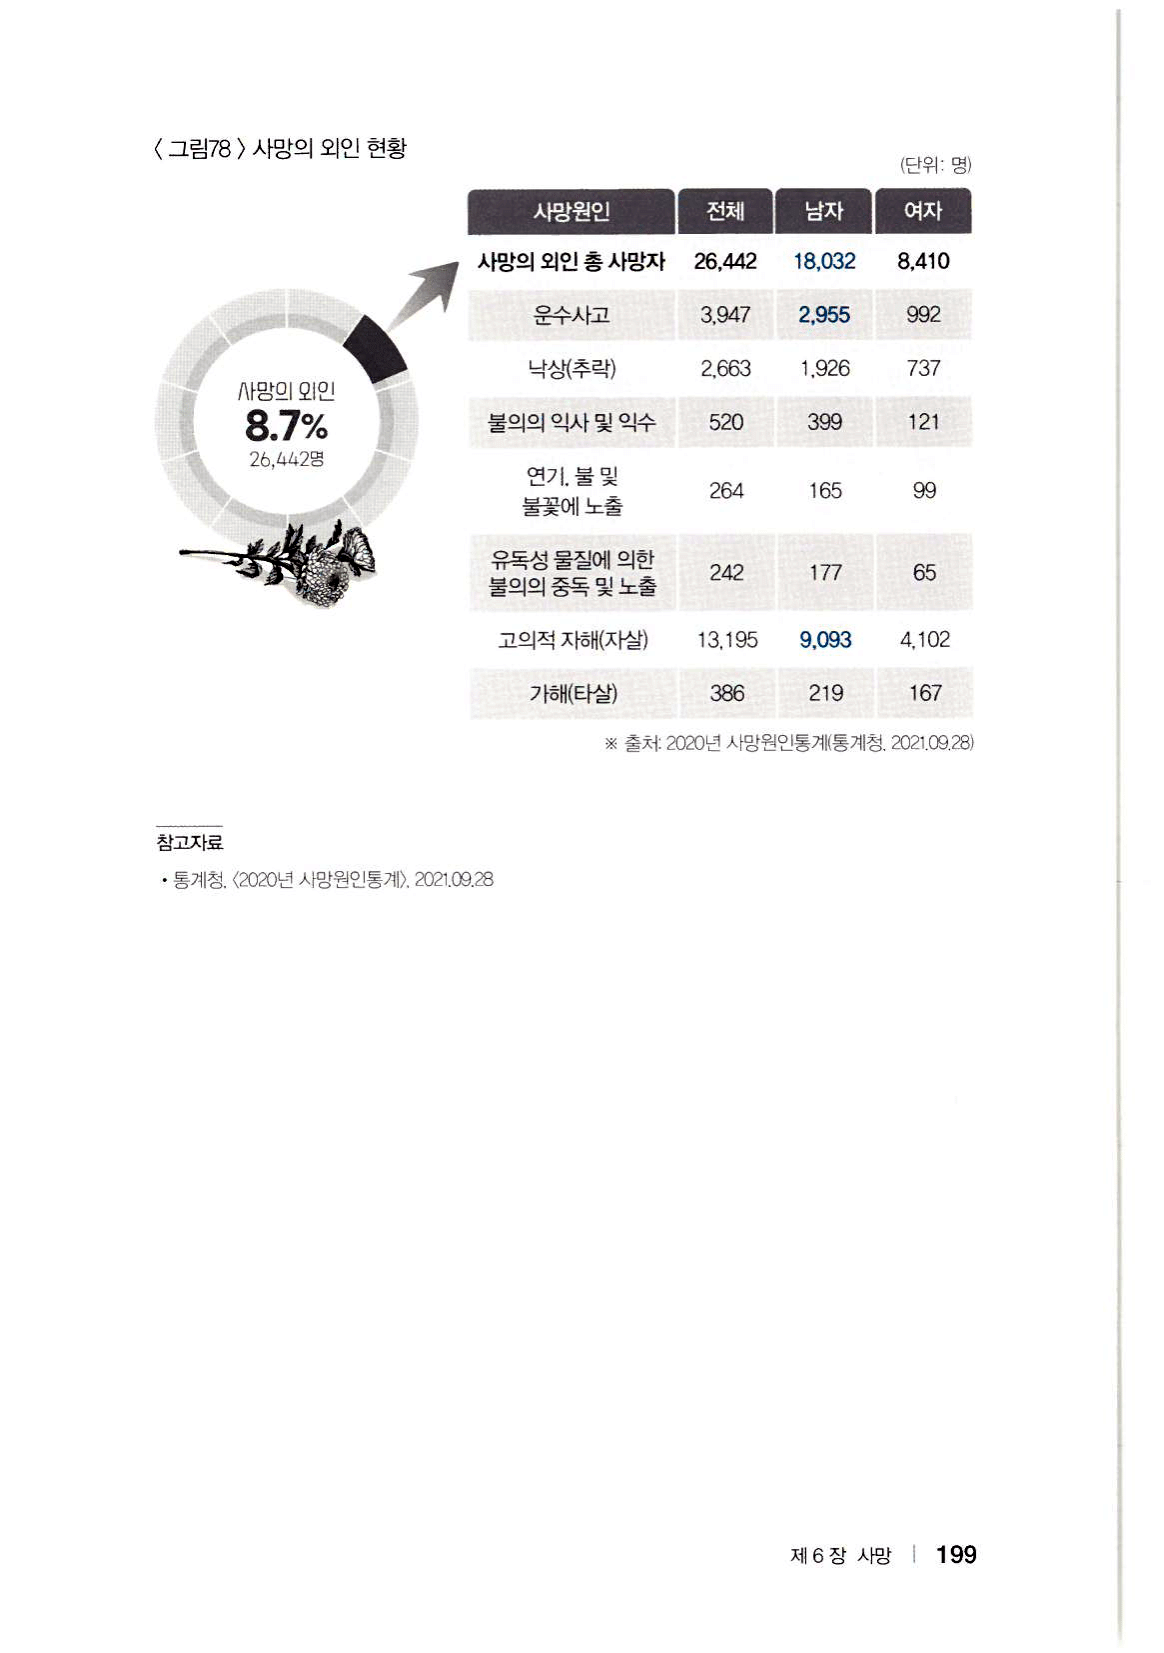 〈 그림78 〉 사망의 외인 현황
(단위: 명)
사망원인 전체 남자 여자
사망의 외인 총 사망자 26,442 18,032 8,410
운수사고 3,947 2,955 992
낙상(추락) 2,663 1,926 737
불의의 익사 및 익수 520 399 121
연기, 불 및
불꽃에 노출 264 165 99
유독성 물질에 의한
불의의 중독 및 노출 242 177 65
고의적 자해(자살) 13,195 9,093 4,102
가해(타살) 386 219 167
사망의 외인
8.7%
26,442명
※ 출처: 2020년 사망원인통계(통계청, 2021.09.28)
참고자료
• 통계청, 〈2020년 사망원인통계〉, 2021.09.28
제6장 사망 | 199